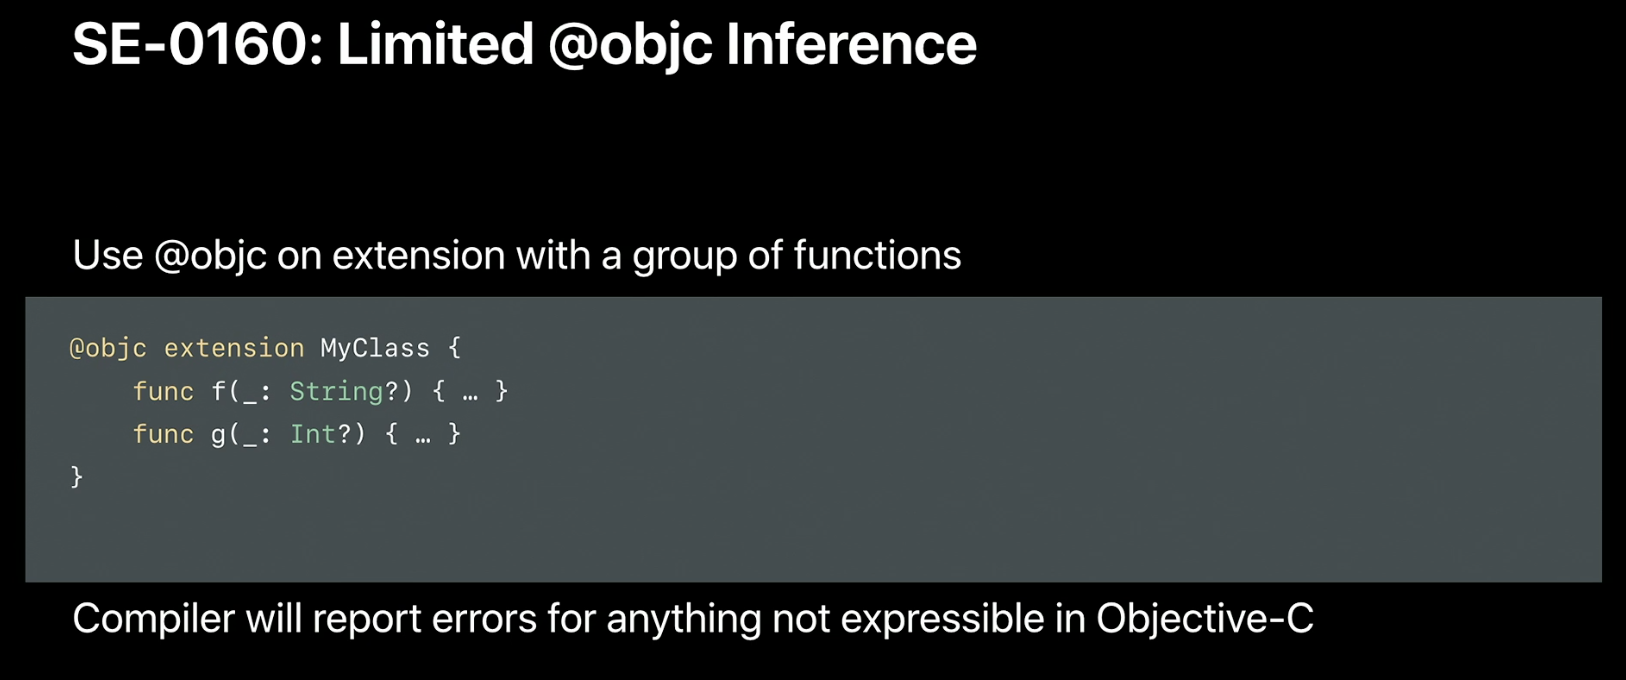 SE-0160: Limited @objc Inference
Use @objc on extension with a group of functions
@objc extension MyClass {
    func f(_: String?) { … }
    func g(_: Int?) { … }
}
Compiler will report errors for anything not expressible in Objective-C